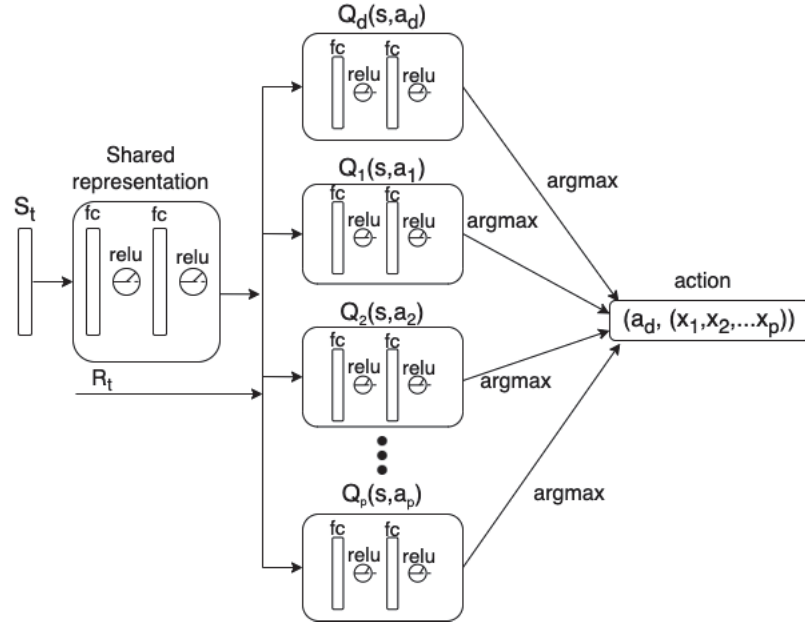 Q_d(s,a_d)
fc fc
relu relu
Shared
representation
S_t
fc fc
relu relu
Q_1(s,a_1)
fc fc
relu relu
argmax
argmax
action
(a_d, (x_1,x_2,...x_p))
Q_2(s,a_2)
fc fc
relu relu
argmax
R_t
Q_p(s,a_p)
fc fc
relu relu
argmax